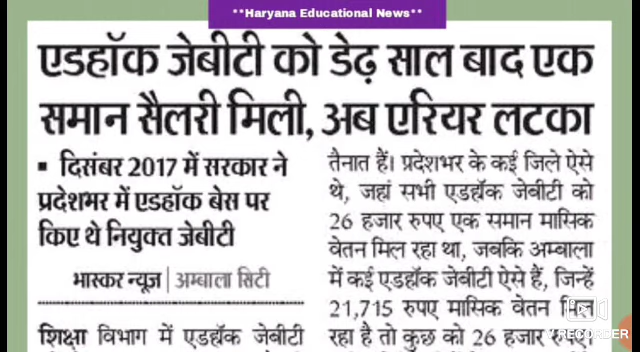 **Haryana Educational News**
एडहॉक जेबीटी को डेढ़ साल बाद एक
समान सैलरी मिली, अब एरियर लटका
▪ दिसंबर 2017 में सरकार ने
प्रदेशभर में एडहॉक बेस पर
किए थे नियुक्त जेबीटी
भास्कर न्यूज | अम्बाला सिटी
शिक्षा विभाग में एडहॉक जेबीटी
तैनात हैं। प्रदेशभर के कई जिले ऐसे
थे, जहां सभी एडहॉक जेबीटी को
26 हजार रुपए एक समान मासिक
वेतन मिल रहा था, जबकि अम्बाला
में कई एडहॉक जेबीटी ऐसे हैं, जिन्हें
21,715 रुपए मासिक वेतन मिल
रहा है तो कुछ को 26 हजार रुपए।
RECORDER